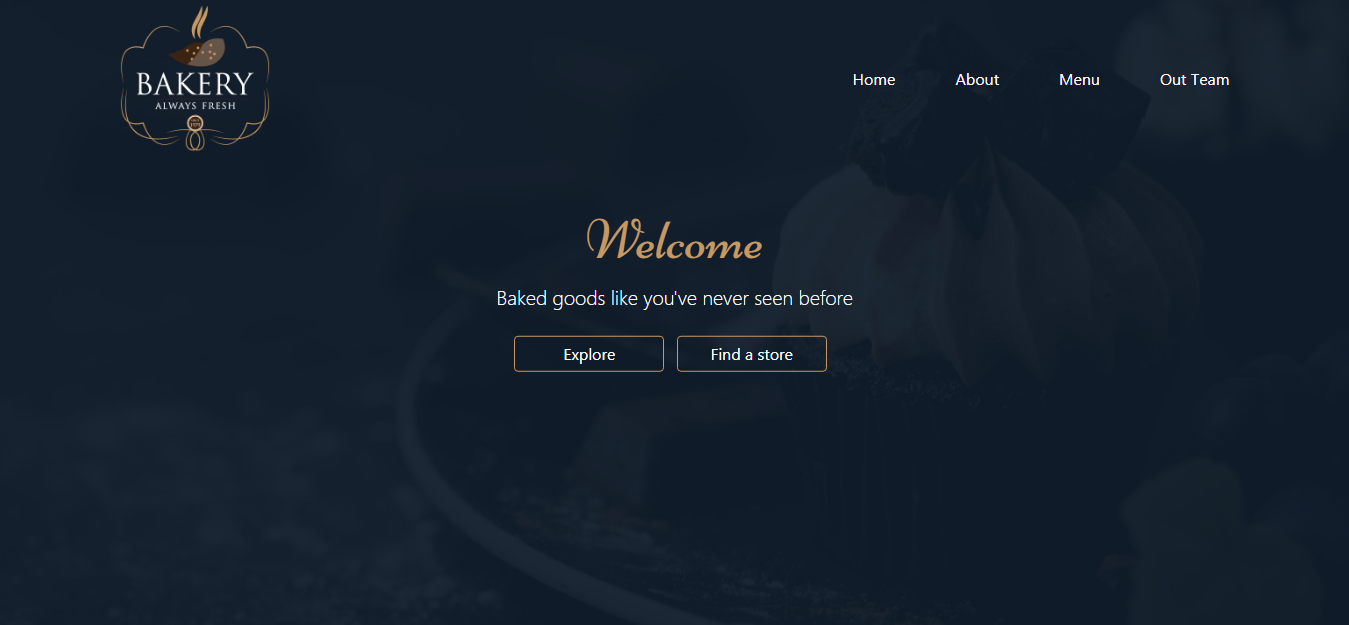 BAKERY
ALWAYS FRESH
Home About Menu Out Team
Welcome
Baked goods like you've never seen before
Explore Find a store